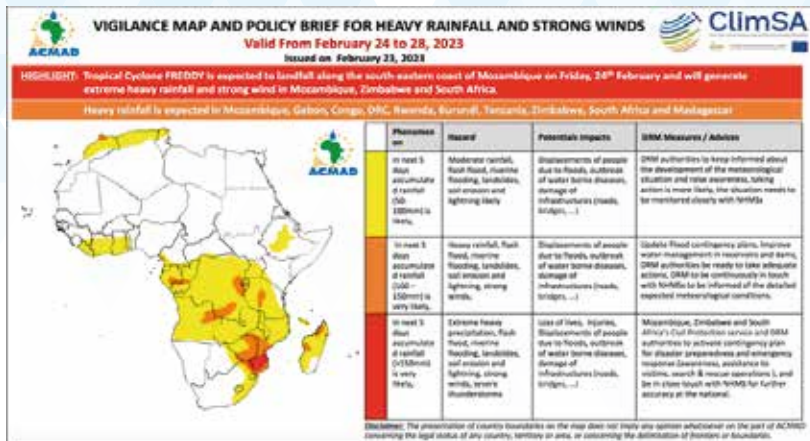 ACMAD
VIGILANCE MAP AND POLICY BRIEF FOR HEAVY RAINFALL AND STRONG WINDS
Valid From February 24 to 28, 2023
Issued on February 23, 2023
ClimSA
HIGHLIGHT: Tropical Cyclone FREDDY is expected to landfall along the south eastern coast of Mozambique on Friday, 24th February and will generate
extreme heavy rainfall and strong wind in Mozambique, Zimbabwe and South Africa.
Heavy rainfall is expected in Mozambique, Gabon, Congo, DRC, Rwanda, Burundi, Tanzania, Zimbabwe, South Africa and Madagascar
ACMAD
Phenomen
on
Hazard
Potentials Impacts
DRM Measures / Advices
In next 5
days
accumulate
d rainfall
(50-
100mm) is
likely,
Moderate rainfall,
flash flood, riverine
flooding, landslides,
soil erosion and
lightning likely
Displacements of people
due to floods, outbreak
of water borne diseases,
damage of
infrastructures (roads,
bridges, ...)
DRM authorities to keep informed about
the development of the meteorological
situation and raise awareness, taking
action is more likely, the situation needs to
be monitored closely with NHMSs
In next 5
days
accumulate
d rainfall
(100 -
150mm) is
very likely.
Heavy rainfall, flash
flood, riverine
flooding, landslides,
soil erosion and
lightning, strong
winds,
Displacements of people
due to floods, outbreak
of water borne diseases,
damage of
infrastructures (roads,
bridges, ...)
Update flood contingency plans, improve
water management in reservoirs and dams,
DRM authorities be ready to take adequate
actions, DRM to be continuously in touch
with NHMSs to be informed of the detailed
expected meteorological conditions.
In next 5
days
accumulate
d rainfall
(>150mm)
is very
likely,
Extreme heavy
precipitation, flash
flood, riverine
flooding, landslides,
soil erosion and
lightning, strong
winds, severe
thunderstorms
Loss of lives, injuries,
Displacements of people
due to floods, outbreak
of water borne diseases,
damage of
infrastructures (roads,
bridges, ...)
Mozambique, Zimbabwe and South
Africa's Civil Protection service and DRM
authorities to activate contingency plan
for disaster preparedness and emergency
response (awareness, assistance to
victims, search & rescue operations ), and
be in close touch with NHMS for further
accuracy at the national.
Disclaimer: The presentation of country boundaries on the map does not imply any opinion whatsoever on the part of ACMAD
concerning the legal status of any country, territory or area, or concerning the delimitation of frontiers or boundaries.